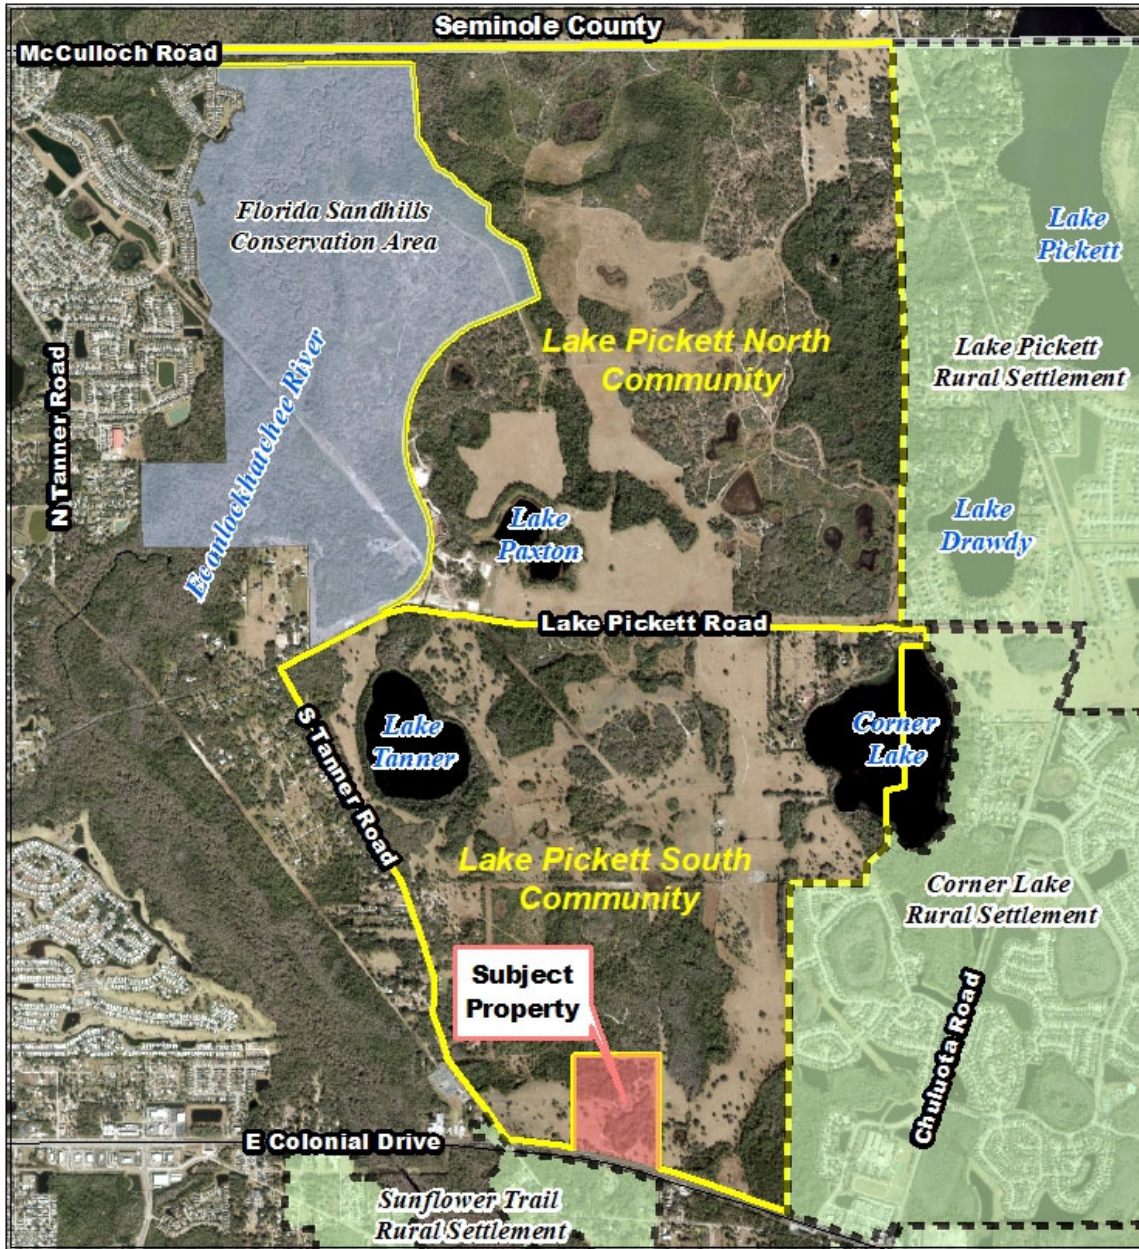 Seminole County
McCulloch Road
Florida Sandhills
Conservation Area
Lake
Pickett
Lake Pickett North
Community
Lake Pickett
Rural Settlement
N Tanner Road
Econlockhatchee River
Lake
Paxton
Lake
Drawdy
Lake Pickett Road
Lake
Tanner
Corner
Lake
S Tanner Road
Lake Pickett South
Community
Corner Lake
Rural Settlement
Subject
Property
Chuluota Road
E Colonial Drive
Sunflower Trail
Rural Settlement